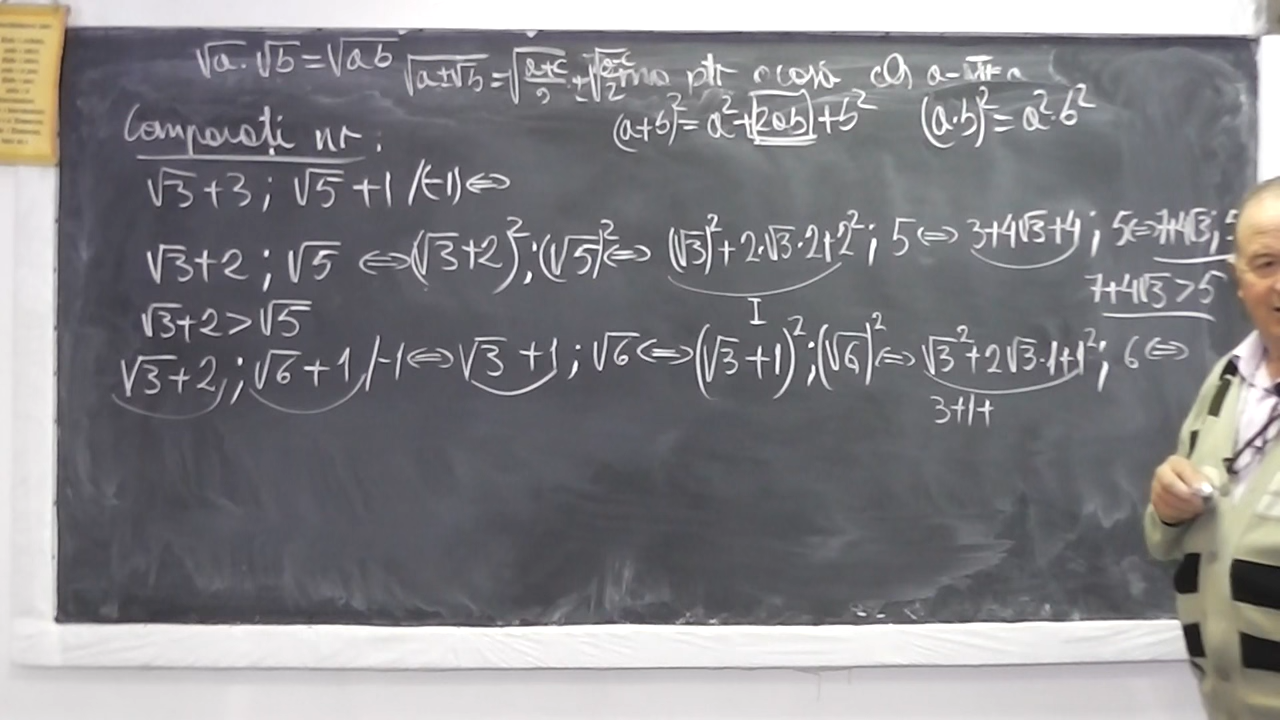 √a·√b=√ab √a±√b=√a+c/2±√a-c/2
(a+b)²=a²+2ab+b² (a·b)²=a²·b²
Comparați nr:
√3+3; √5+1 /(-1)⇔
√3+2; √5 ⇔(√3+2)²;(√5)²⇔ (√3)²+2·√3·2+2²; 5⇔ 3+4√3+4; 5⇔7+4√3; 5
7+4√3>5
I
√3+2>√5
√3+2; √6+1/-1⇔√3+1; √6⇔(√3+1)²;(√6)²⇔√3²+2√3·1+1²; 6⇔
3+1+